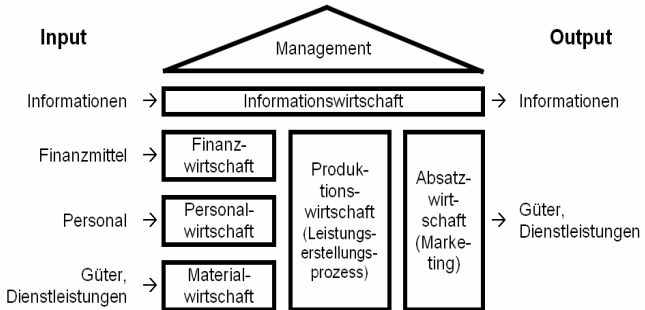 Input
Management
Output
Informationen
Informationswirtschaft
Informationen
Finanzmittel
Finanz-
wirtschaft
Personal
Personal-
wirtschaft
Güter,
Dienstleistungen
Material-
wirtschaft
Produk-
tions-
wirtschaft
(Leistungs-
erstellungs-
prozess)
Absatz-
wirt-
schaft
(Marke-
ting)
Güter,
Dienstleistungen